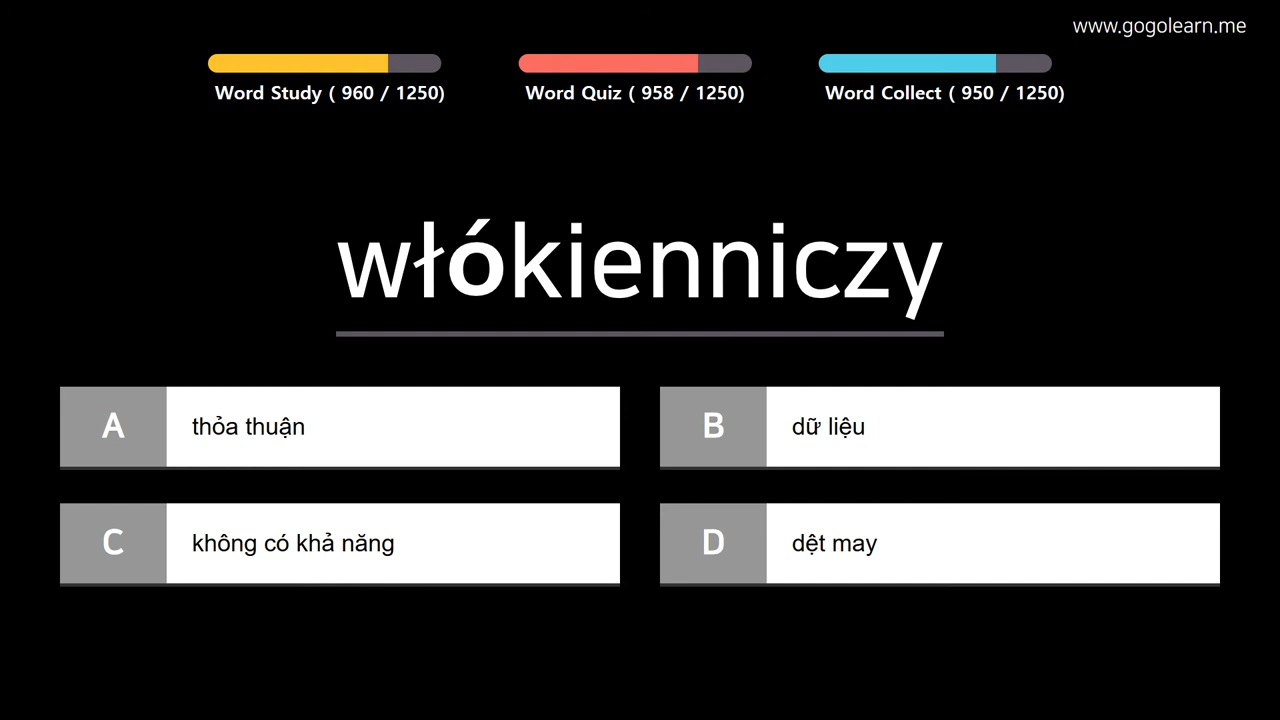 www.gogolearn.me
Word Study ( 960 / 1250)
Word Quiz ( 958 / 1250)
Word Collect ( 950 / 1250)
włókienniczy
A thỏa thuận
B dữ liệu
C không có khả năng
D dệt may